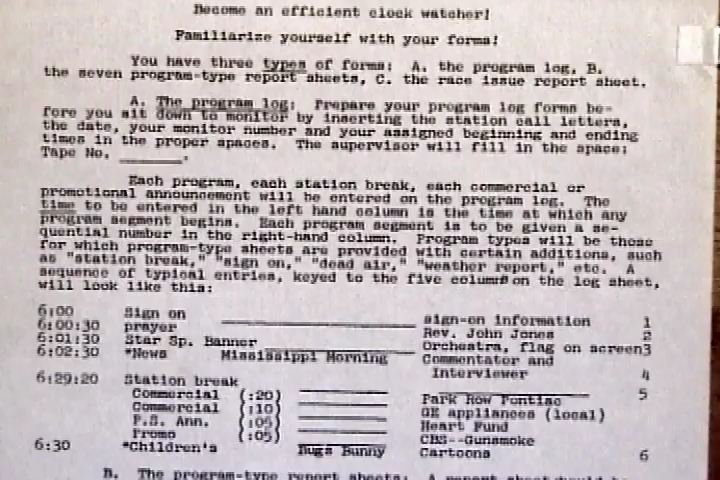 Become an efficient clock watcher!
Familiarize yourself with your forms!
You have three types of forms: A. the program log, B.
the seven program-type report sheets, C. the race issue report sheet.
A. The program log: Prepare your program log forms be-
fore you sit down to monitor by inserting the station call letters,
the date, your monitor number and your assigned beginning and ending
times in the proper spaces. The supervisor will fill in the space:
Tape No. ______.
Each program, each station break, each commercial or
promotional announcement will be entered on the program log. The
time to be entered in the left hand column is the time at which any
program segment begins. Each program segment is to be given a se-
quential number in the right-hand column. Program types will be those
for which program-type sheets are provided with certain additions, such
as "station break," "sign on," "dead air," "weather report," etc. A
sequence of typical entries, keyed to the five columns on the log sheet,
will look like this:
6:00 Sign on sign-on information 1
6:00:30 prayer Rev. John Jones 2
6:01:30 Star Sp. Banner Orchestra, flag on screen 3
6:02:30 *News Mississippi Morning Commentator and
Interviewer 4
6:29:20 Station break 5
Commercial (:20) Park Row Pontiac
Commercial (:10) GE appliances (local)
P.S. Ann. (:05) Heart Fund
Promo (:05) CBS--Gunsmoke
6:30 *Children's Bugs Bunny Cartoons 6
B. The program-type report sheets: A report sheet should be